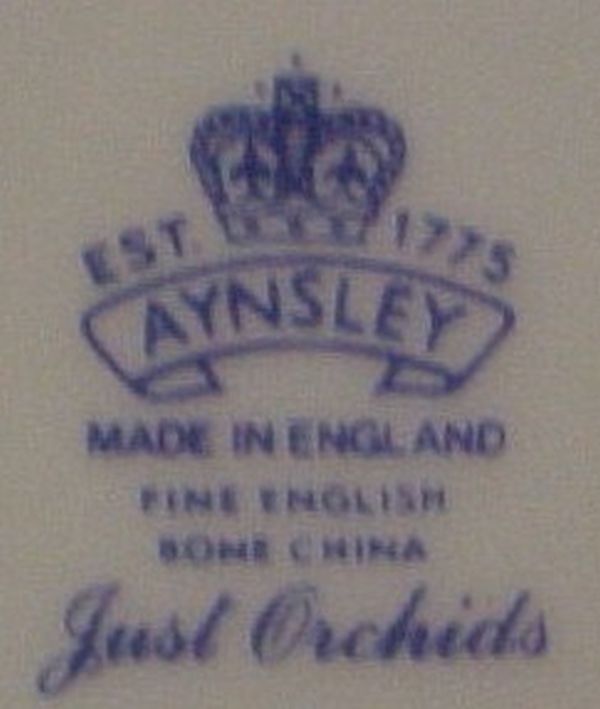 EST. 1775
AYNSLEY
MADE IN ENGLAND
FINE ENGLISH
BONE CHINA
Just Orchids